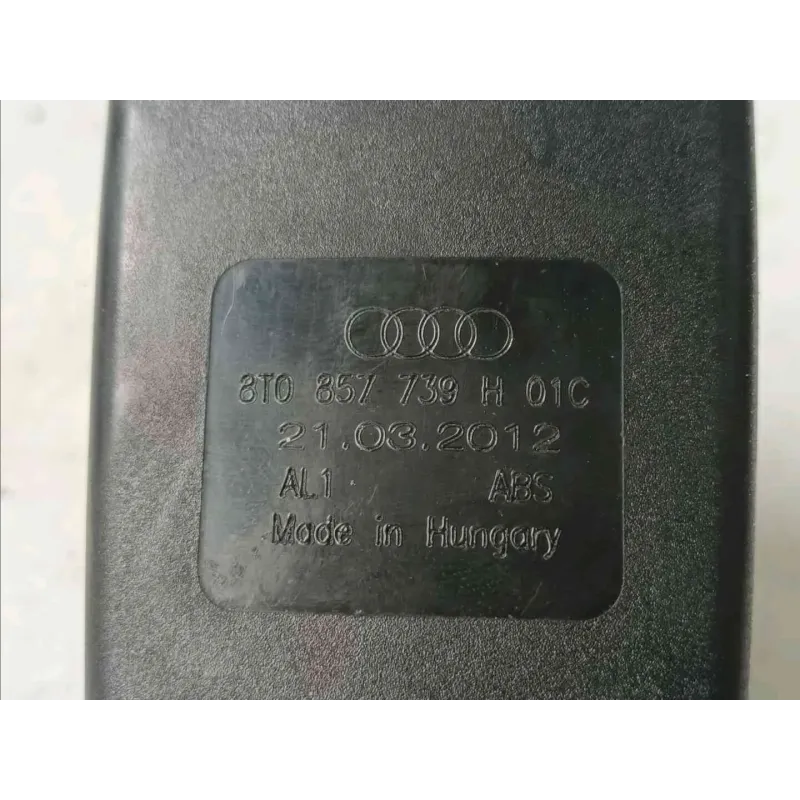 8T0 857 739 H 01C
21.03.2012
AL1 ABS
Made in Hungary